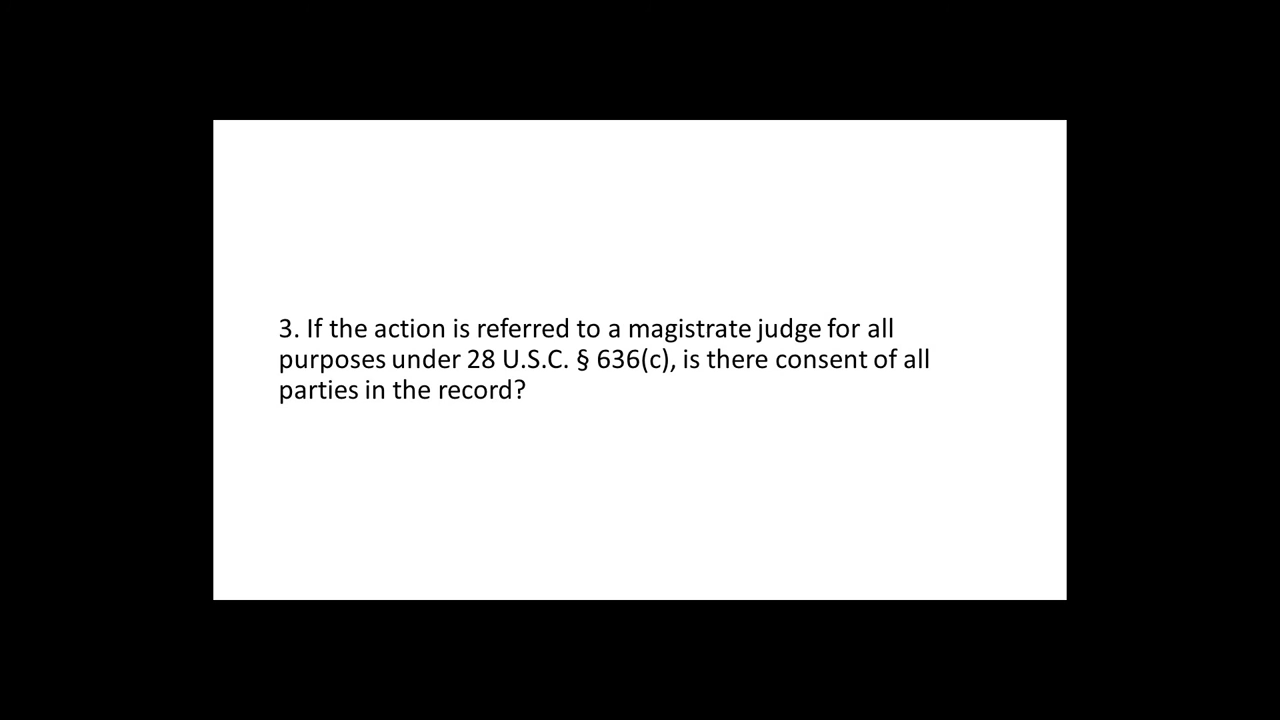 3. If the action is referred to a magistrate judge for all
purposes under 28 U.S.C. § 636(c), is there consent of all
parties in the record?